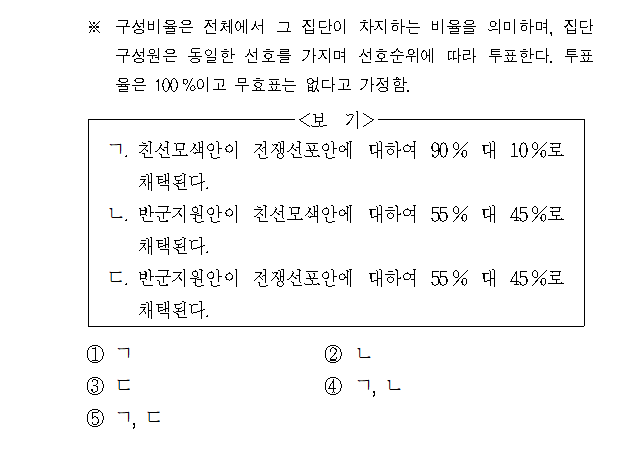 ※ 구성비율은 전체에서 그 집단이 차지하는 비율을 의미하며, 집단
구성원은 동일한 선호를 가지며 선호순위에 따라 투표한다. 투표
율은 100%이고 무효표는 없다고 가정함.
<보 기>
ㄱ. 친선모색안이 전쟁선포안에 대하여 90% 대 10%로
채택된다.
ㄴ. 반군지원안이 친선모색안에 대하여 55% 대 45%로
채택된다.
ㄷ. 반군지원안이 전쟁선포안에 대하여 55% 대 45%로
채택된다.
① ㄱ ② ㄴ
③ ㄷ ④ ㄱ, ㄴ
⑤ ㄱ, ㄷ